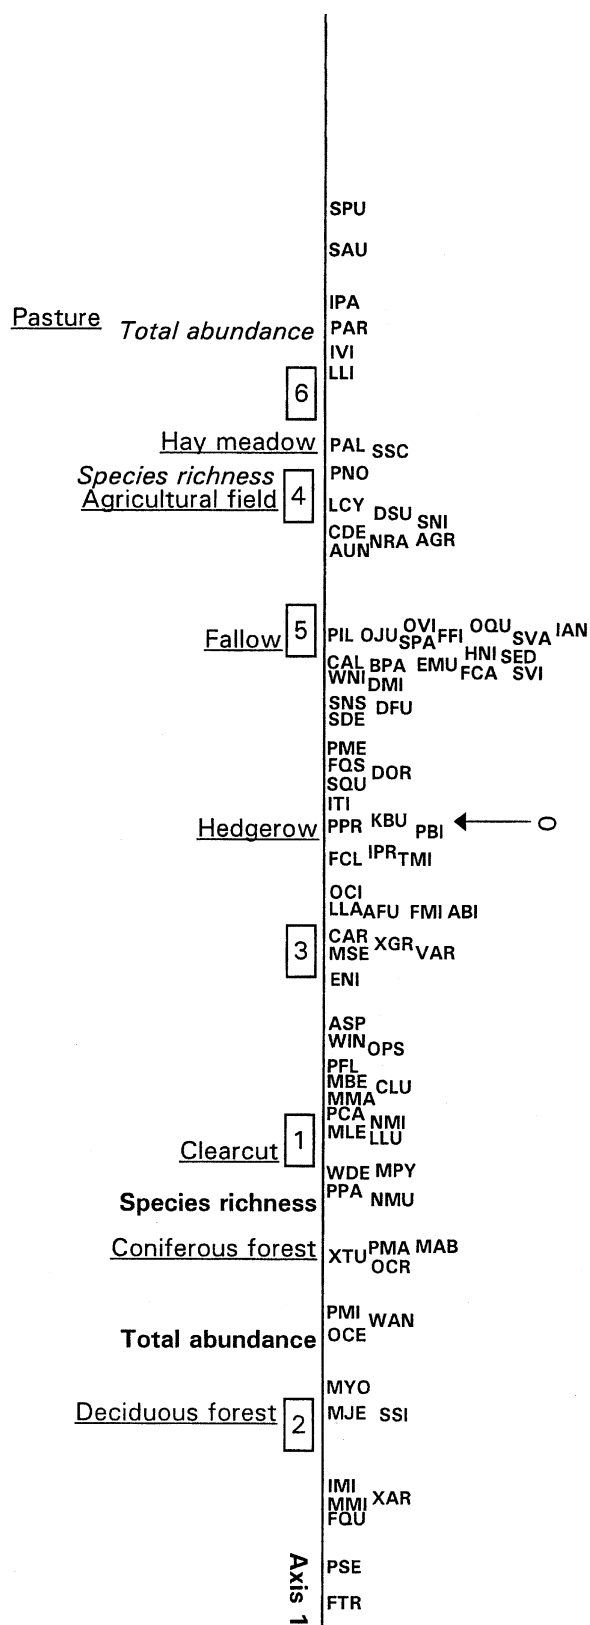 SPU
SAU
IPA
Pasture Total abundance PAR
IVI
LLI
6
Hay meadow PAL SSC
Species richness PNO
Agricultural field 4
LCY DSU SNI
CDE NRA AGR
AUN
5 OVI OQU
Fallow PIL OJU SPA FFI SVA IAN
CAL BPA EMU HNI SED
WNI DMI FCA SVI
SNS DFU
SDE
PME
FQS DOR
SQU
ITI
Hedgerow PPR KBU PBI O
FCL IPR TMI
OCI
LLA AFU FMI ABI
CAR XGR VAR
3 MSE
ENI
ASP
WIN OPS
PFL
MBE CLU
MMA
PCA NMI
1 MLE LLU
Clearcut
WDE MPY
Species richness PPA NMU
Coniferous forest XTU PMA MAB
OCR
PMI WAN
Total abundance OCE
MYO
Deciduous forest 2 MJE SSI
IMI
MMI XAR
FQU
PSE
FTR
Axis 1